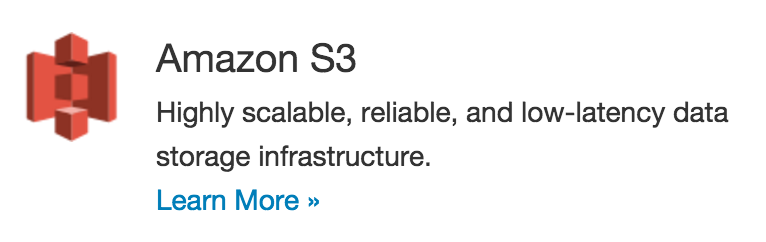 Amazon S3
Highly scalable, reliable, and low-latency data
storage infrastructure.
Learn More »